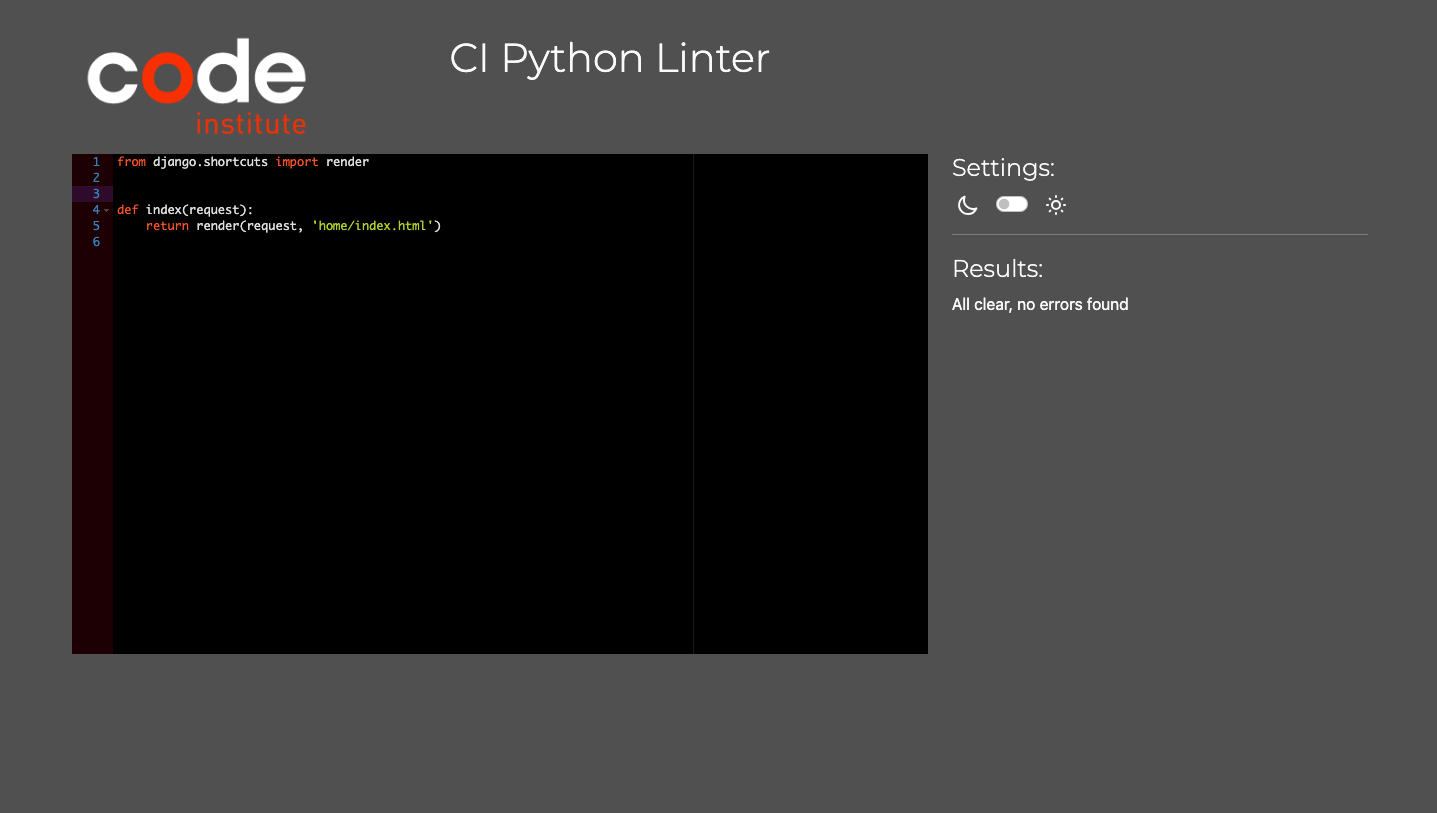 code
institute
CI Python Linter
1 from django.shortcuts import render
2
3
4 def index(request):
5     return render(request, 'home/index.html')
6
Settings:
Results:
All clear, no errors found